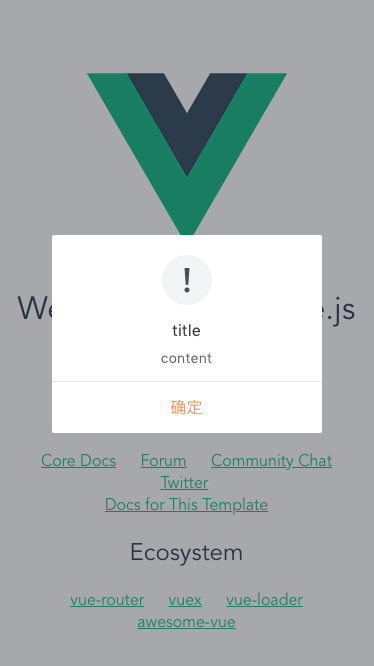 We
e.js
!
title
content
确定
Core Docs Forum Community Chat
Twitter
Docs for This Template
Ecosystem
vue-router vuex vue-loader
awesome-vue